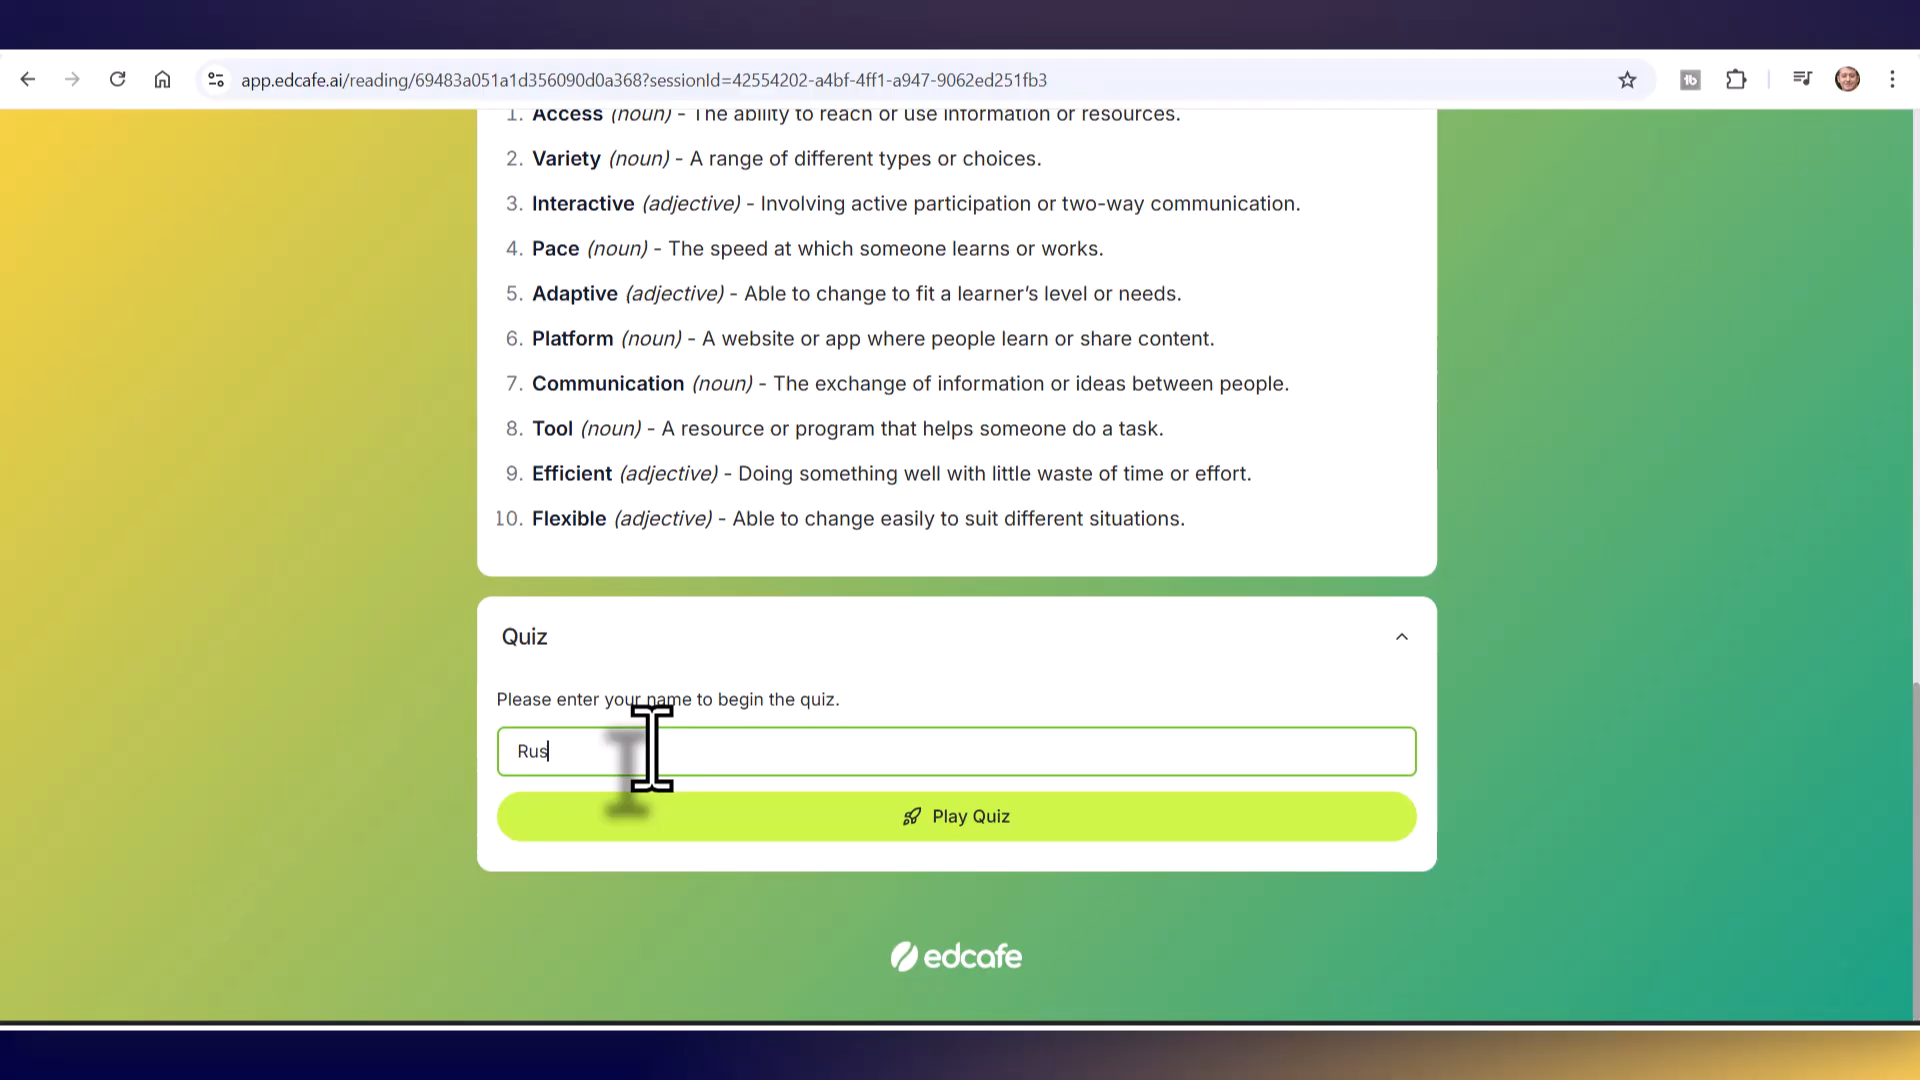 app.edcafe.ai/reading/69483a051a1d356090d0a368?sessionId=42554202-a4bf-4ff1-a947-9062ed251fb3
1. Access (noun) - The ability to reach or use information or resources.
2. Variety (noun) - A range of different types or choices.
3. Interactive (adjective) - Involving active participation or two-way communication.
4. Pace (noun) - The speed at which someone learns or works.
5. Adaptive (adjective) - Able to change to fit a learner’s level or needs.
6. Platform (noun) - A website or app where people learn or share content.
7. Communication (noun) - The exchange of information or ideas between people.
8. Tool (noun) - A resource or program that helps someone do a task.
9. Efficient (adjective) - Doing something well with little waste of time or effort.
10. Flexible (adjective) - Able to change easily to suit different situations.
Quiz
Please enter your name to begin the quiz.
Rus
Play Quiz
edcafe